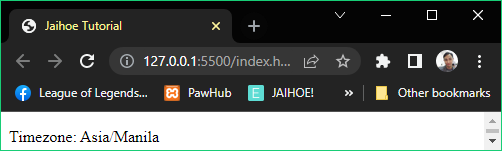 Jaihoe Tutorial
127.0.0.1:5500/index.h...
League of Legends... PawHub E JAIHOE! » Other bookmarks
Timezone: Asia/Manila